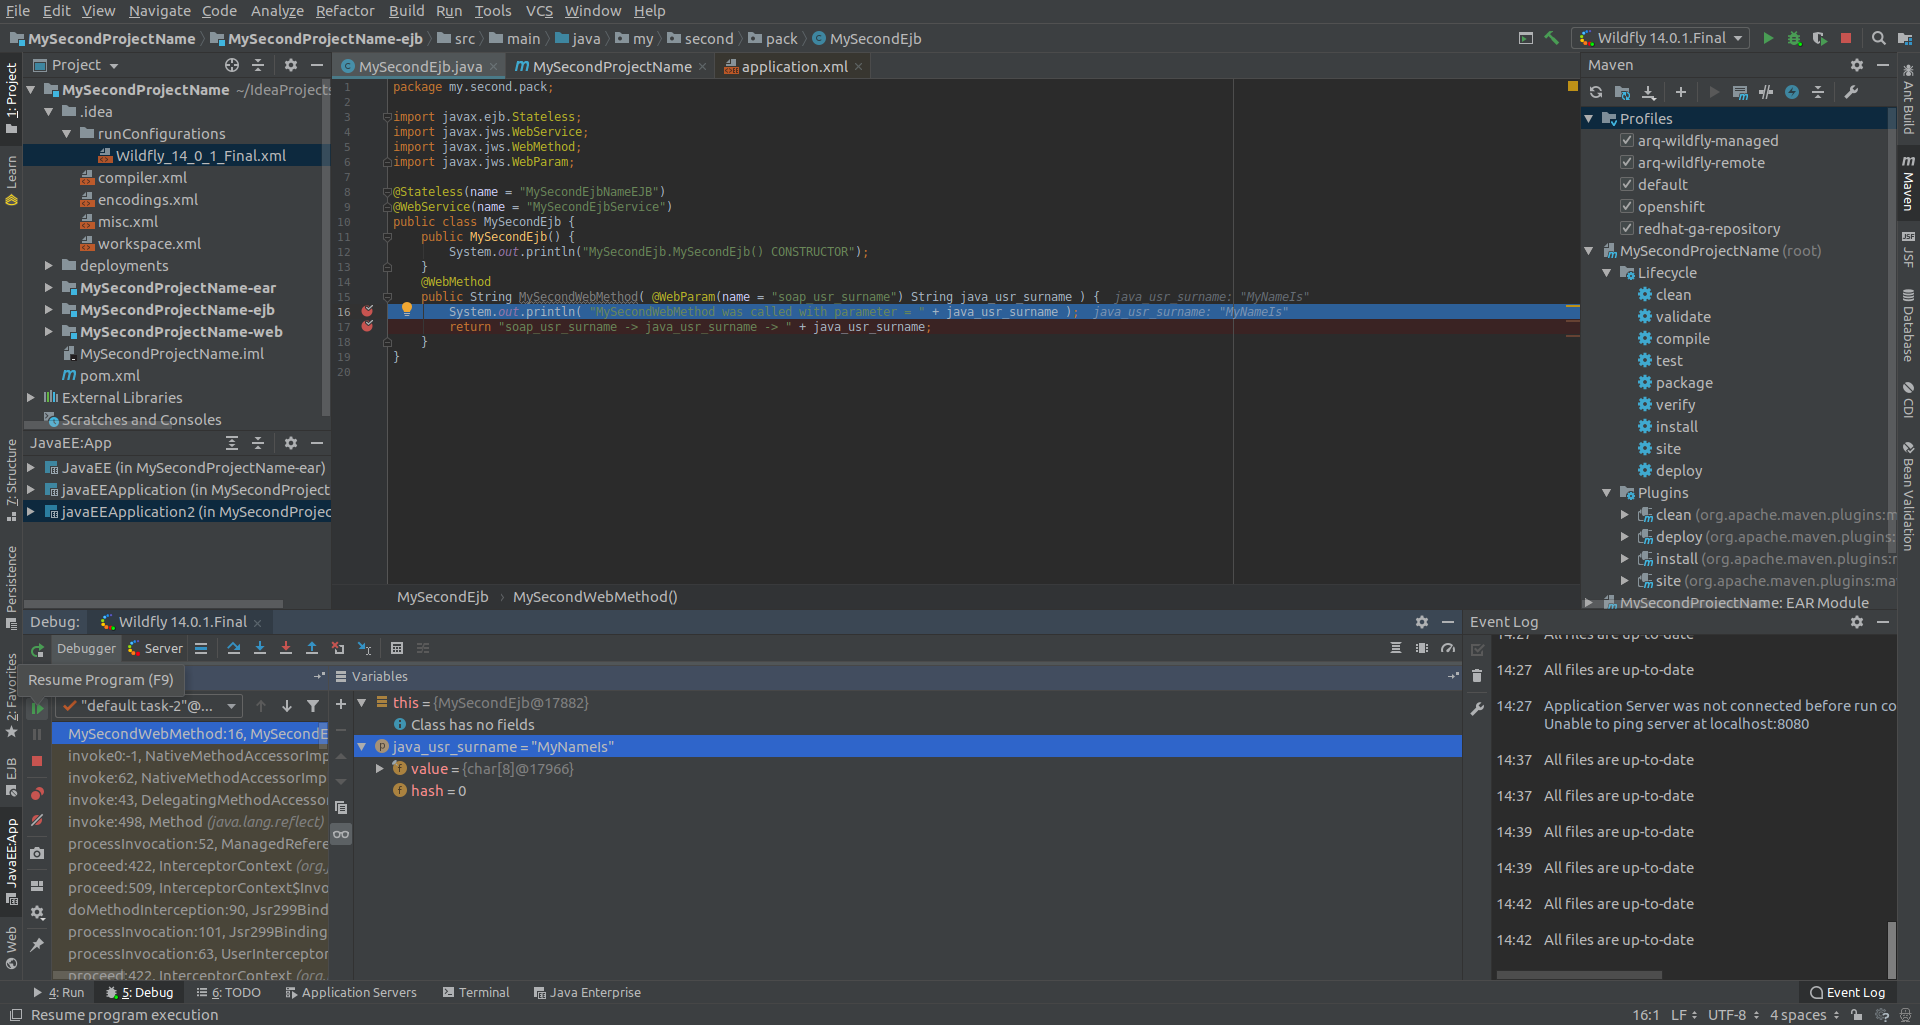 File Edit View Navigate Code Analyze Refactor Build Run Tools VCS Window Help
MySecondProjectName MySecondProjectName-ejb src main java my second pack MySecondEjb
Wildfly 14.0.1.Final
Project
MySecondEjb.java
MySecondProjectName
application.xml
Maven
1: Project
Learn
7: Structure
Persistence
2: Favorites
EJB
JavaEE:App
Web
MySecondProjectName ~/IdeaProjects
.idea
runConfigurations
Wildfly_14_0_1_Final.xml
compiler.xml
encodings.xml
misc.xml
workspace.xml
deployments
MySecondProjectName-ear
MySecondProjectName-ejb
MySecondProjectName-web
MySecondProjectName.iml
pom.xml
External Libraries
Scratches and Consoles
JavaEE:App
JavaEE (in MySecondProjectName-ear)
javaEEApplication (in MySecondProject
javaEEApplication2 (in MySecondProjec
1 package my.second.pack;
2
3 import javax.ejb.Stateless;
4 import javax.jws.WebService;
5 import javax.jws.WebMethod;
6 import javax.jws.WebParam;
7
8 @Stateless(name = "MySecondEjbNameEJB")
9 @WebService(name = "MySecondEjbService")
10 public class MySecondEjb {
11 public MySecondEjb() {
12 System.out.println("MySecondEjb.MySecondEjb() CONSTRUCTOR");
13 }
14 @WebMethod
15 public String MySecondWebMethod( @WebParam(name = "soap_usr_surname") String java_usr_surname ) { java_usr_surname: "MyNameIs"
16 System.out.println( "MySecondWebMethod was called with parameter = " + java_usr_surname ); java_usr_surname: "MyNameIs"
17 return "soap_usr_surname -> java_usr_surname -> " + java_usr_surname;
18 }
19 }
20
MySecondEjb MySecondWebMethod()
Profiles
arq-wildfly-managed
arq-wildfly-remote
default
openshift
redhat-ga-repository
MySecondProjectName (root)
Lifecycle
clean
validate
compile
test
package
verify
install
site
deploy
Plugins
clean (org.apache.maven.plugins:m
deploy (org.apache.maven.plugins:
install (org.apache.maven.plugins:m
site (org.apache.maven.plugins:ma
MySecondProjectName: EAR Module
Ant Build
Maven
JSF
Database
CDI
Bean Validation
Debug: Wildfly 14.0.1.Final
Debugger Server
Resume Program (F9)
Variables
"default task-2"@...
MySecondWebMethod:16, MySecondE
invoke0:-1, NativeMethodAccessorImp
invoke:62, NativeMethodAccessorImp
invoke:43, DelegatingMethodAccessor
invoke:498, Method (java.lang.reflect)
processInvocation:52, ManagedRefere
proceed:422, InterceptorContext (org.
proceed:509, InterceptorContext$Invo
doMethodInterception:90, Jsr299Bind
processInvocation:101, Jsr299Binding
processInvocation:63, UserInterceptor
proceed:422, InterceptorContext (org.
this = {MySecondEjb@17882}
Class has no fields
java_usr_surname = "MyNameIs"
value = {char[8]@17966}
hash = 0
Event Log
14:27 All files are up-to-date
14:27 All files are up-to-date
14:27 Application Server was not connected before run co
Unable to ping server at localhost:8080
14:37 All files are up-to-date
14:37 All files are up-to-date
14:39 All files are up-to-date
14:39 All files are up-to-date
14:42 All files are up-to-date
14:42 All files are up-to-date
4: Run 5: Debug 6: TODO Application Servers Terminal Java Enterprise Event Log
Resume program execution 16:1 LF UTF-8 4 spaces